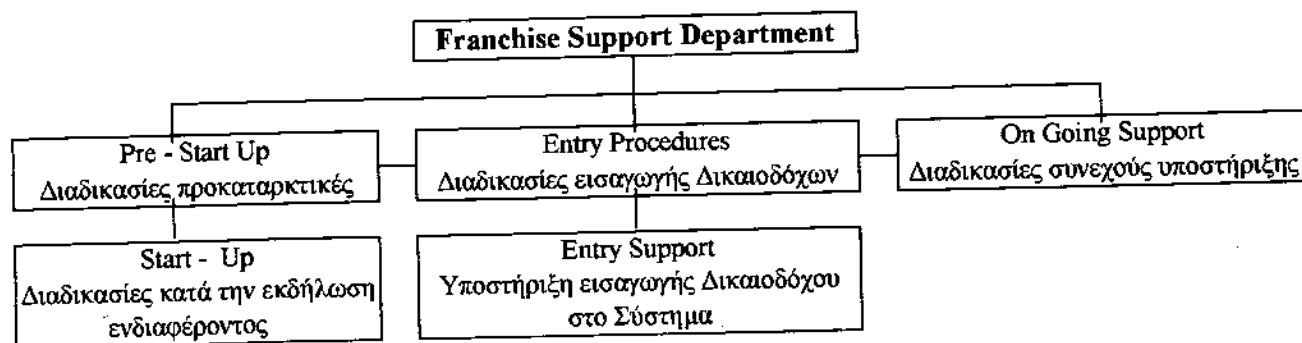 Franchise Support Department
Pre - Start Up
Διαδικασίες προκαταρκτικές
Entry Procedures
Διαδικασίες εισαγωγής Δικαιοδόχων
On Going Support
Διαδικασίες συνεχούς υποστήριξης
Start - Up
Διαδικασίες κατά την εκδήλωση
ενδιαφέροντος
Entry Support
Υποστήριξη εισαγωγής Δικαιοδόχου
στο Σύστημα